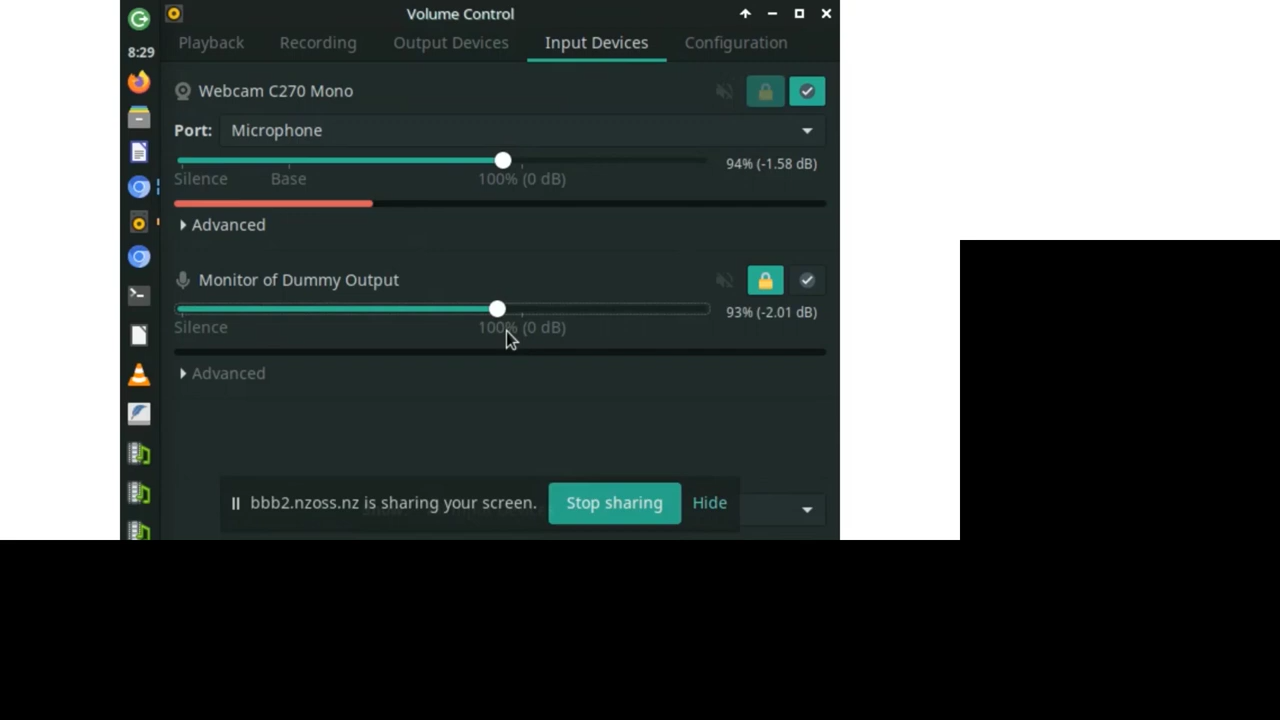 Volume Control
8:29
Playback Recording Output Devices Input Devices Configuration
Webcam C270 Mono
Port: Microphone
94% (-1.58 dB)
Silence Base 100% (0 dB)
Advanced
Monitor of Dummy Output
93% (-2.01 dB)
Silence 100% (0 dB)
Advanced
bbb2.nzoss.nz is sharing your screen. Stop sharing Hide